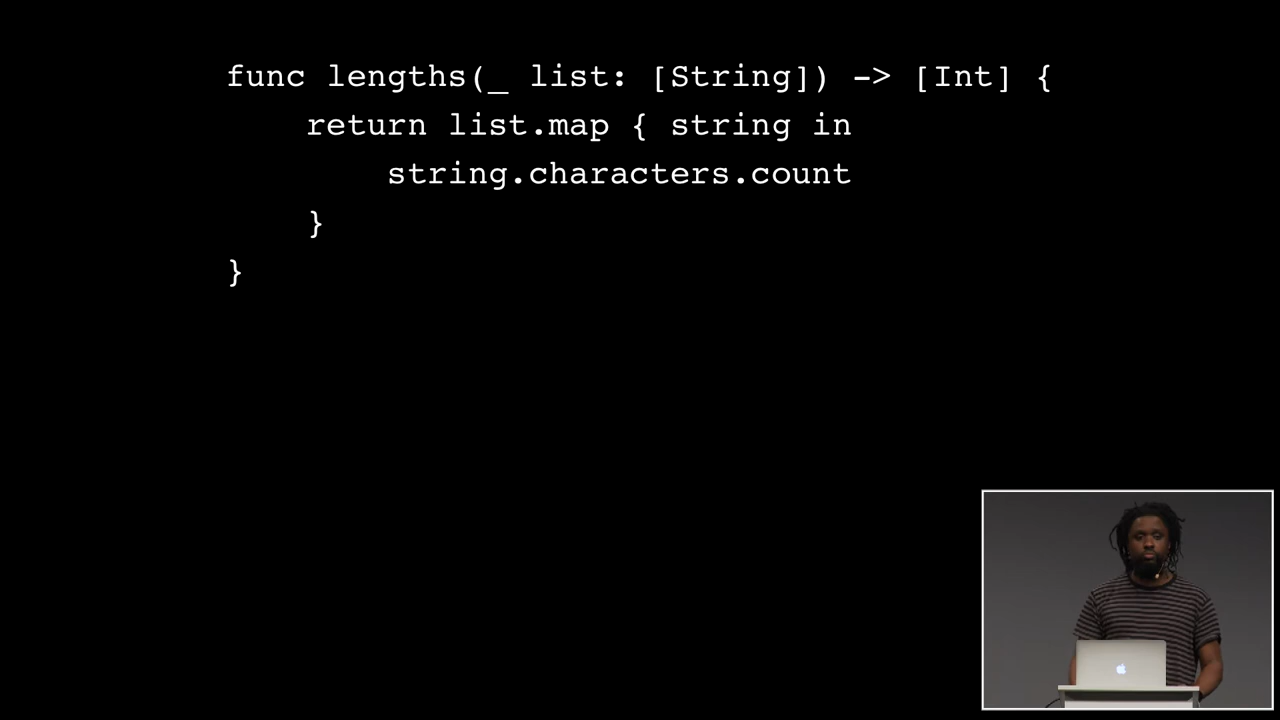 func lengths(_ list: [String]) -> [Int] {
    return list.map { string in
        string.characters.count
    }
}